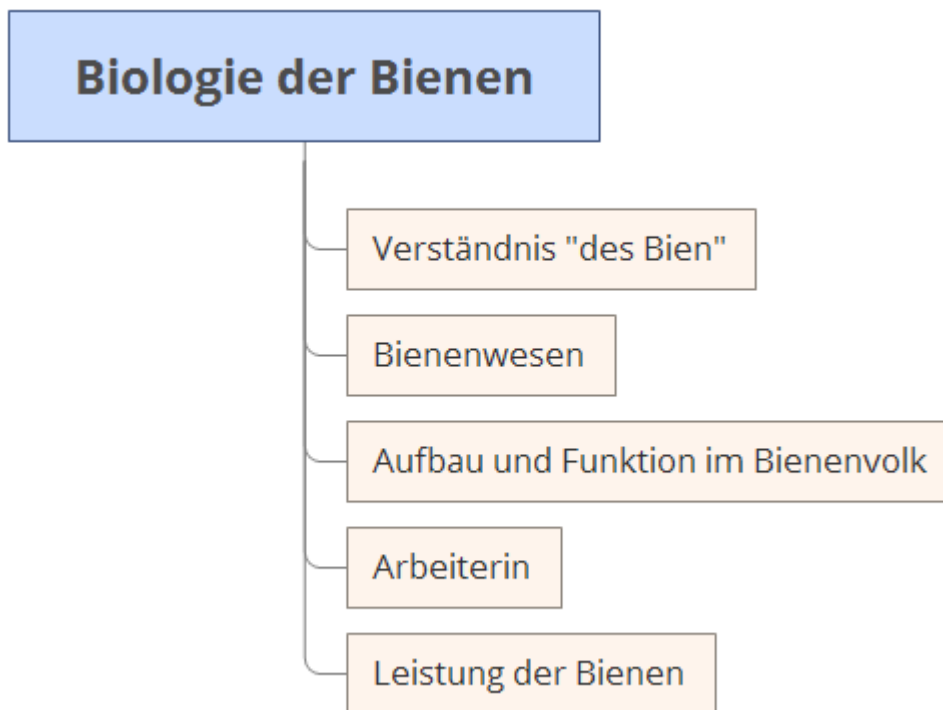 Biologie der Bienen
Verständnis "des Bien"
Bienenwesen
Aufbau und Funktion im Bienenvolk
Arbeiterin
Leistung der Bienen